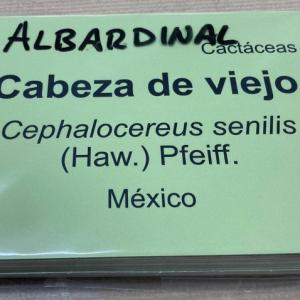 ALBARDINAL
Cactáceas
Cabeza de viejo
Cephalocereus senilis
(Haw.) Pfeiff.
México